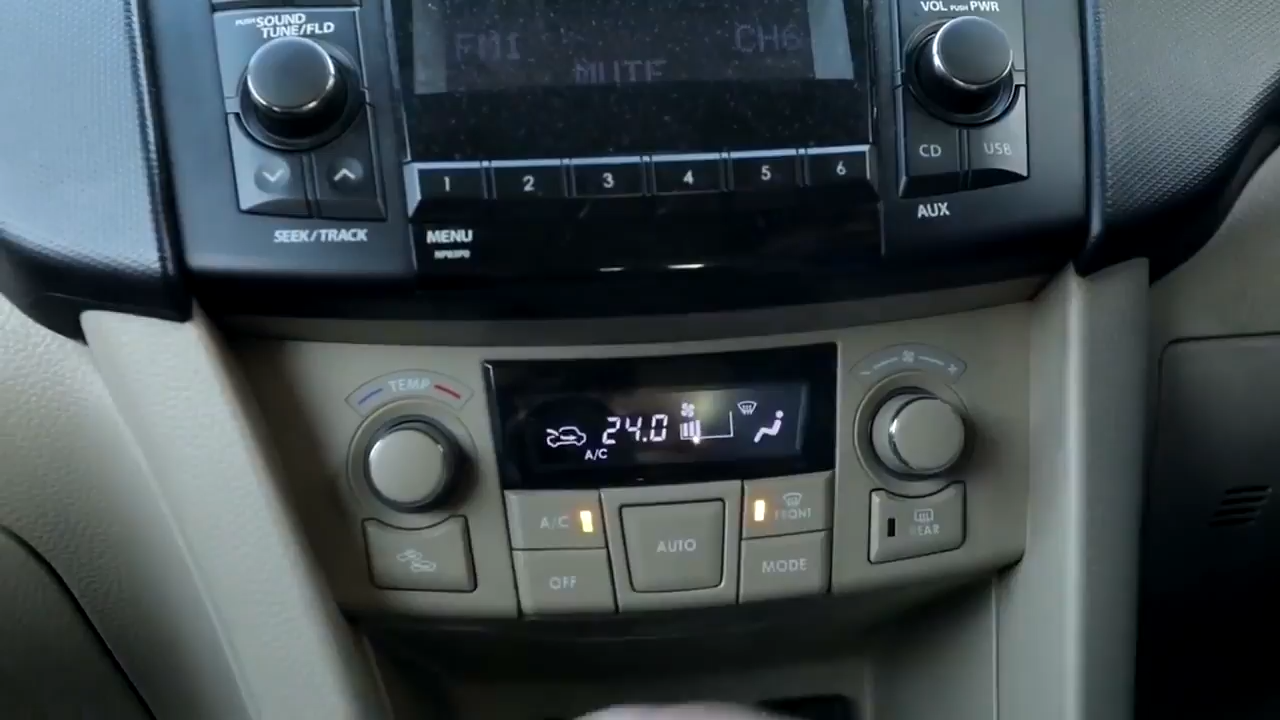 PUSH SOUND
TUNE/FLD
VOL PUSH PWR
FM1
CH6
MUTE
1 2 3 4 5 6
CD
USB
SEEK/TRACK
MENU
AUX
TEMP
24.0
A/C
A/C
AUTO
FRONT
REAR
OFF
MODE